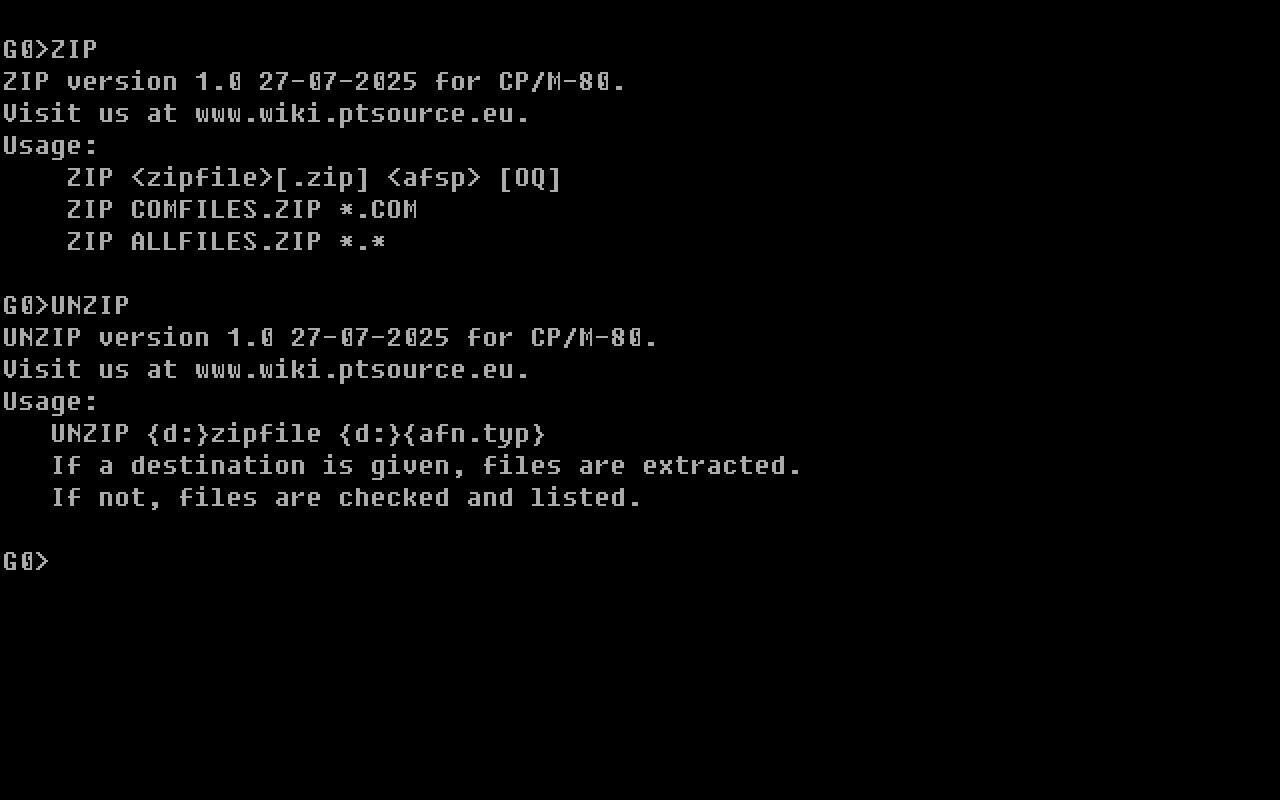 G0>ZIP
ZIP version 1.0 27-07-2025 for CP/M-80.
Visit us at www.wiki.ptsource.eu.
Usage:
    ZIP <zipfile>[.zip] <afsp> [OQ]
    ZIP COMFILES.ZIP *.COM
    ZIP ALLFILES.ZIP *.*

G0>UNZIP
UNZIP version 1.0 27-07-2025 for CP/M-80.
Visit us at www.wiki.ptsource.eu.
Usage:
   UNZIP {d:}zipfile {d:}{afn.typ}
   If a destination is given, files are extracted.
   If not, files are checked and listed.

G0>